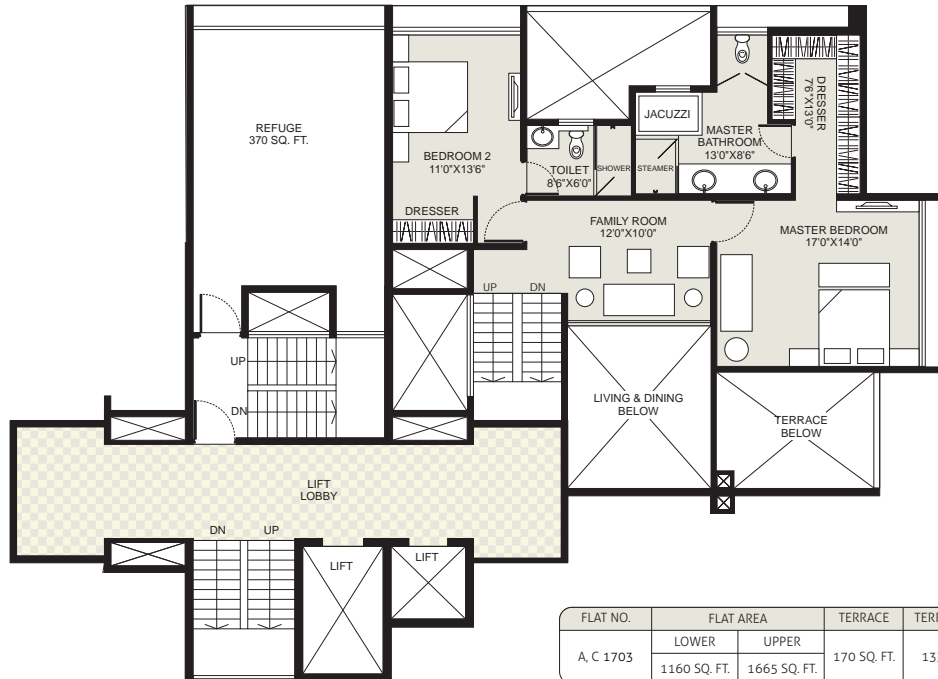 REFUGE
370 SQ. FT.
BEDROOM 2
11'0"X13'6"
DRESSER
TOILET
8'6"X6'0"
SHOWER
STEAMER
JACUZZI
MASTER
BATHROOM
13'0"X8'6"
DRESSER
7'6"X13'0"
FAMILY ROOM
12'0"X10'0"
MASTER BEDROOM
17'0"X14'0"
UP DN
UP
DN
LIVING & DINING
BELOW
TERRACE
BELOW
LIFT
LOBBY
DN UP
LIFT
LIFT
FLAT NO. FLAT AREA TERRACE
LOWER UPPER
A, C 1703 170 SQ. FT.
1160 SQ. FT. 1665 SQ. FT.